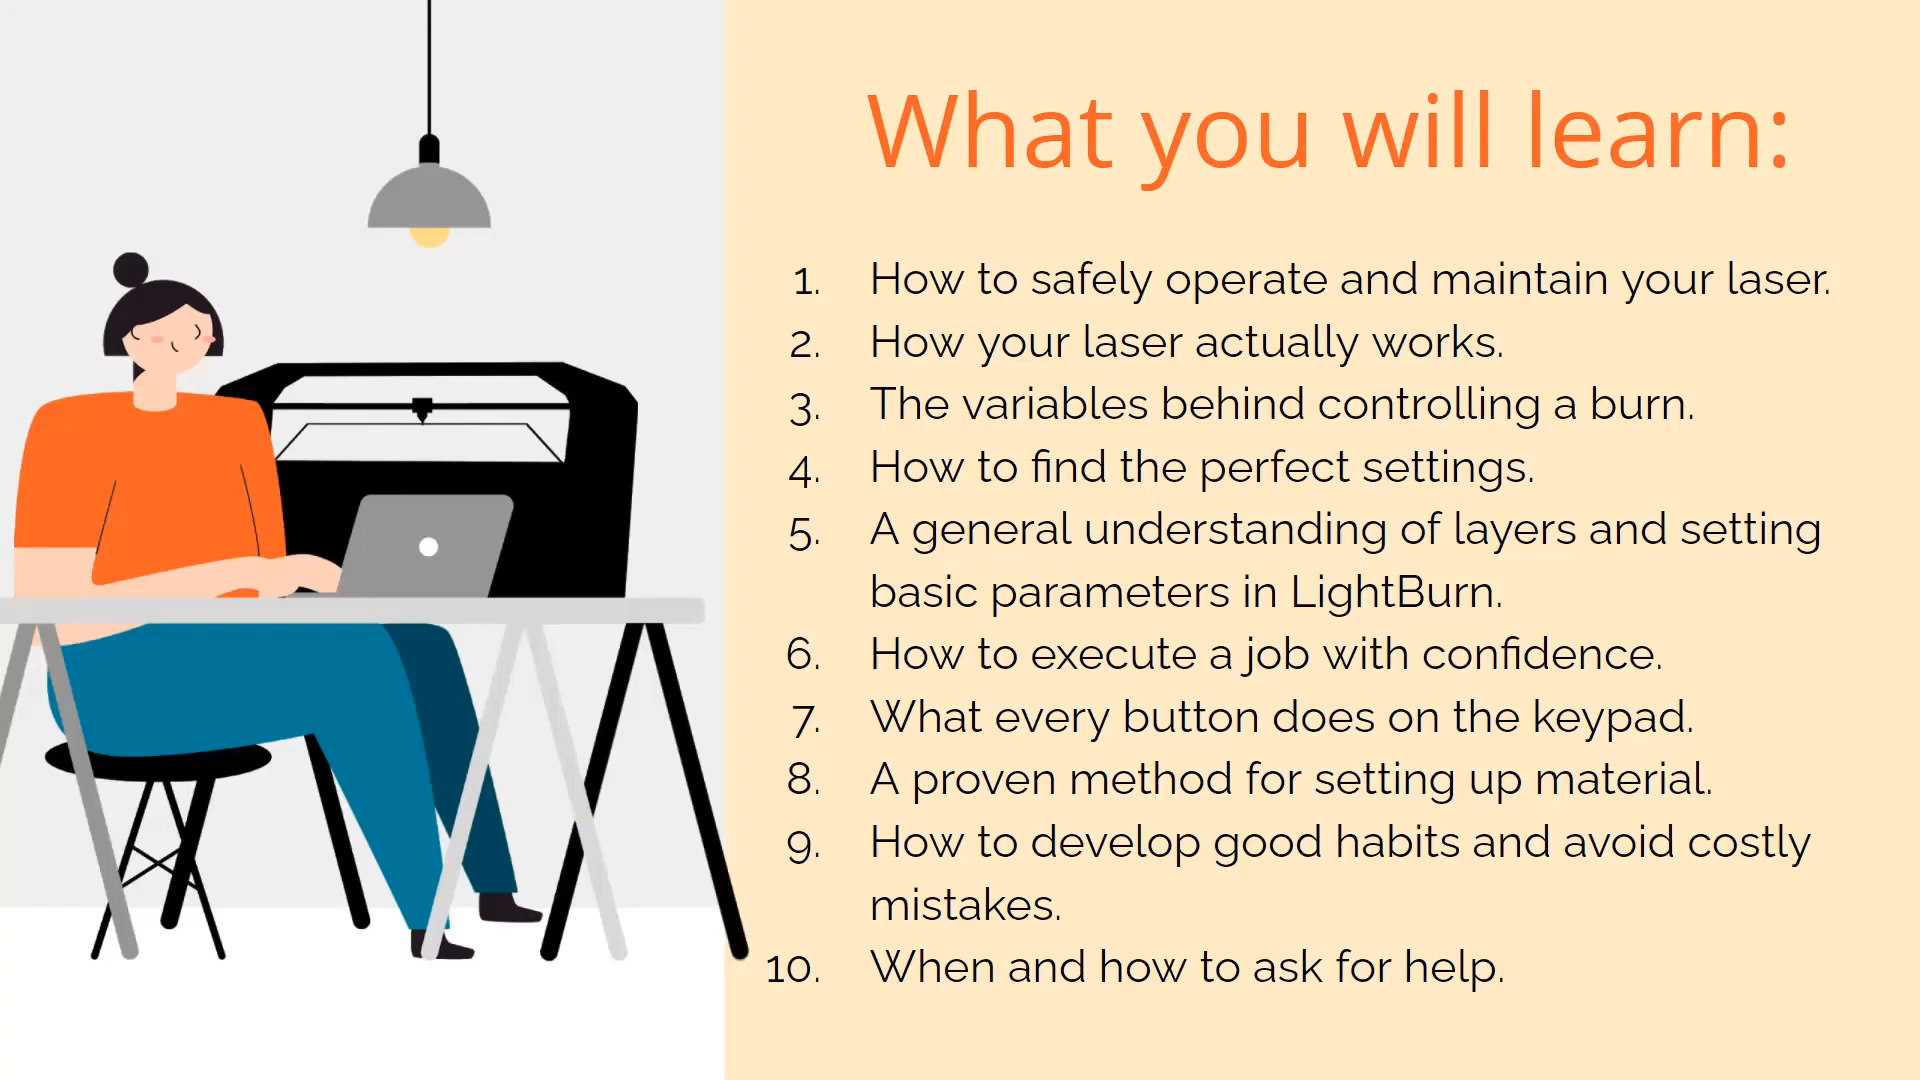 What you will learn:
1. How to safely operate and maintain your laser.
2. How your laser actually works.
3. The variables behind controlling a burn.
4. How to find the perfect settings.
5. A general understanding of layers and setting
basic parameters in LightBurn.
6. How to execute a job with confidence.
7. What every button does on the keypad.
8. A proven method for setting up material.
9. How to develop good habits and avoid costly
mistakes.
10. When and how to ask for help.